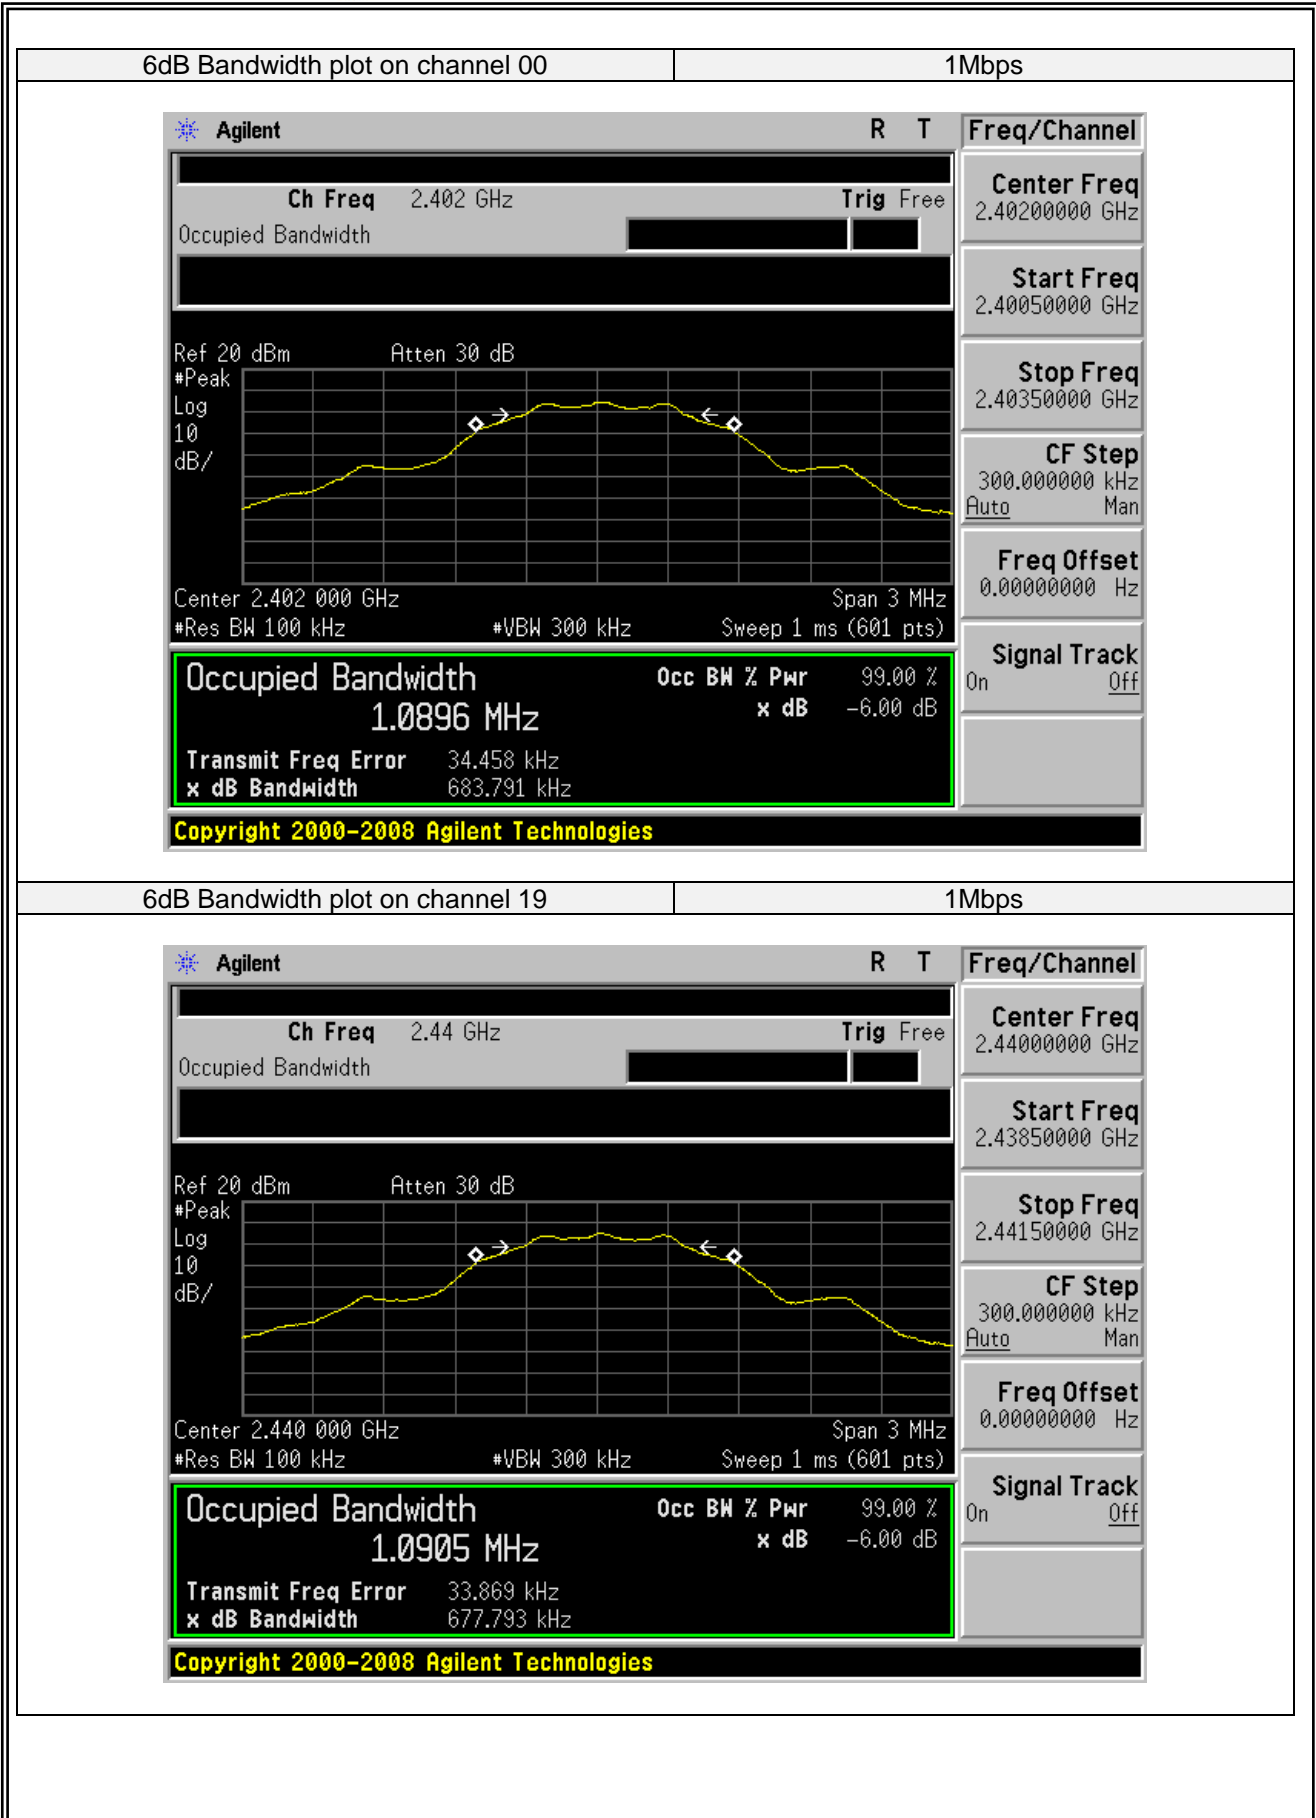 6dB Bandwidth plot on channel 00 1Mbps
Agilent R T Freq/Channel
Ch Freq 2.402 GHz Trig Free
Occupied Bandwidth
Center Freq
2.40200000 GHz
Start Freq
2.40050000 GHz
Stop Freq
2.40350000 GHz
CF Step
300.000000 kHz
Auto Man
Freq Offset
0.00000000 Hz
Signal Track
On Off
Ref 20 dBm Atten 30 dB
#Peak
Log
10
dB/
Center 2.402 000 GHz Span 3 MHz
#Res BW 100 kHz #VBW 300 kHz Sweep 1 ms (601 pts)
Occupied Bandwidth Occ BW % Pwr 99.00 %
1.0896 MHz x dB -6.00 dB
Transmit Freq Error 34.458 kHz
x dB Bandwidth 683.791 kHz
Copyright 2000-2008 Agilent Technologies
6dB Bandwidth plot on channel 19 1Mbps
Agilent R T Freq/Channel
Ch Freq 2.44 GHz Trig Free
Occupied Bandwidth
Center Freq
2.44000000 GHz
Start Freq
2.43850000 GHz
Stop Freq
2.44150000 GHz
CF Step
300.000000 kHz
Auto Man
Freq Offset
0.00000000 Hz
Signal Track
On Off
Ref 20 dBm Atten 30 dB
#Peak
Log
10
dB/
Center 2.440 000 GHz Span 3 MHz
#Res BW 100 kHz #VBW 300 kHz Sweep 1 ms (601 pts)
Occupied Bandwidth Occ BW % Pwr 99.00 %
1.0905 MHz x dB -6.00 dB
Transmit Freq Error 33.869 kHz
x dB Bandwidth 677.793 kHz
Copyright 2000-2008 Agilent Technologies